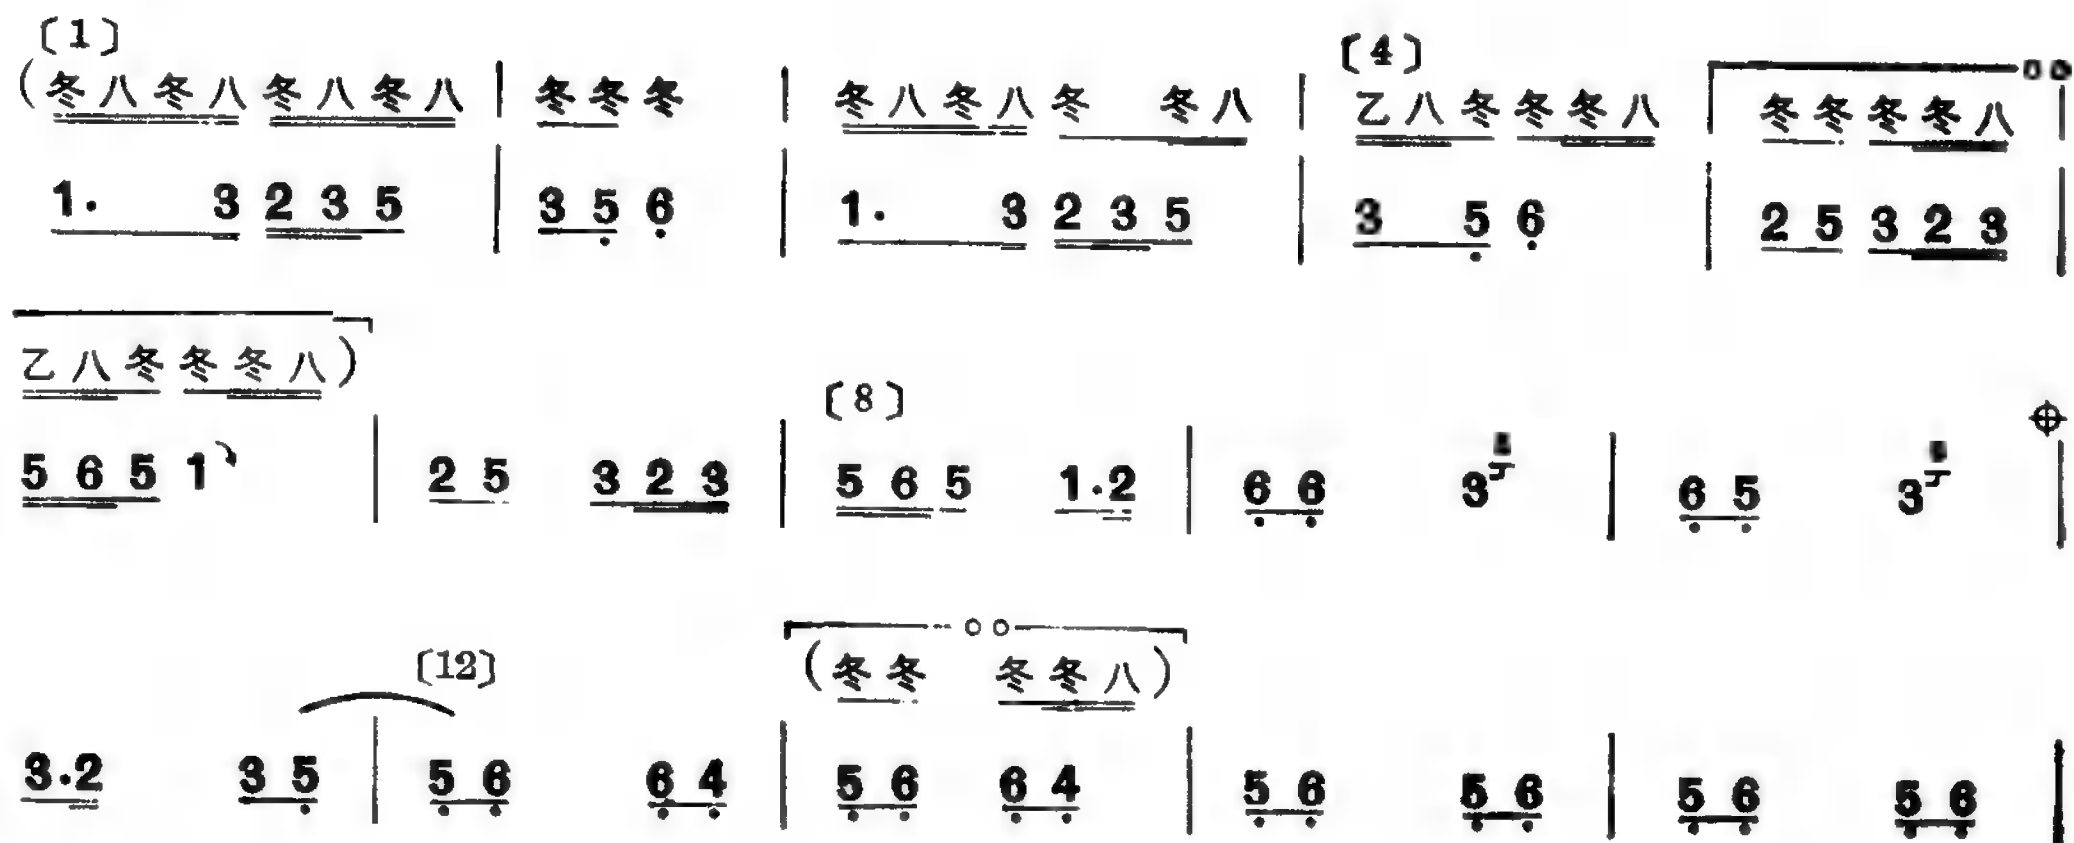 〔1〕 〔4〕
(冬八冬八冬八冬八 | 冬冬冬 | 冬八冬八冬 冬八 | 乙八冬冬冬八 | 冬冬冬冬八 |
1. 3 2 3 5 | 3 5 6 | 1. 3 2 3 5 | 3 5 6 | 2 5 3 2 3 |
乙八冬冬冬八)
〔8〕
5 6 5 1 | 2 5 3 2 3 | 5 6 5 1.2 | 6 6 3 | 6 5 3 |
〔12〕
(冬冬 冬冬八)
3.2 3 5 | 5 6 6 4 | 5 6 6 4 | 5 6 5 6 | 5 6 5 6 |